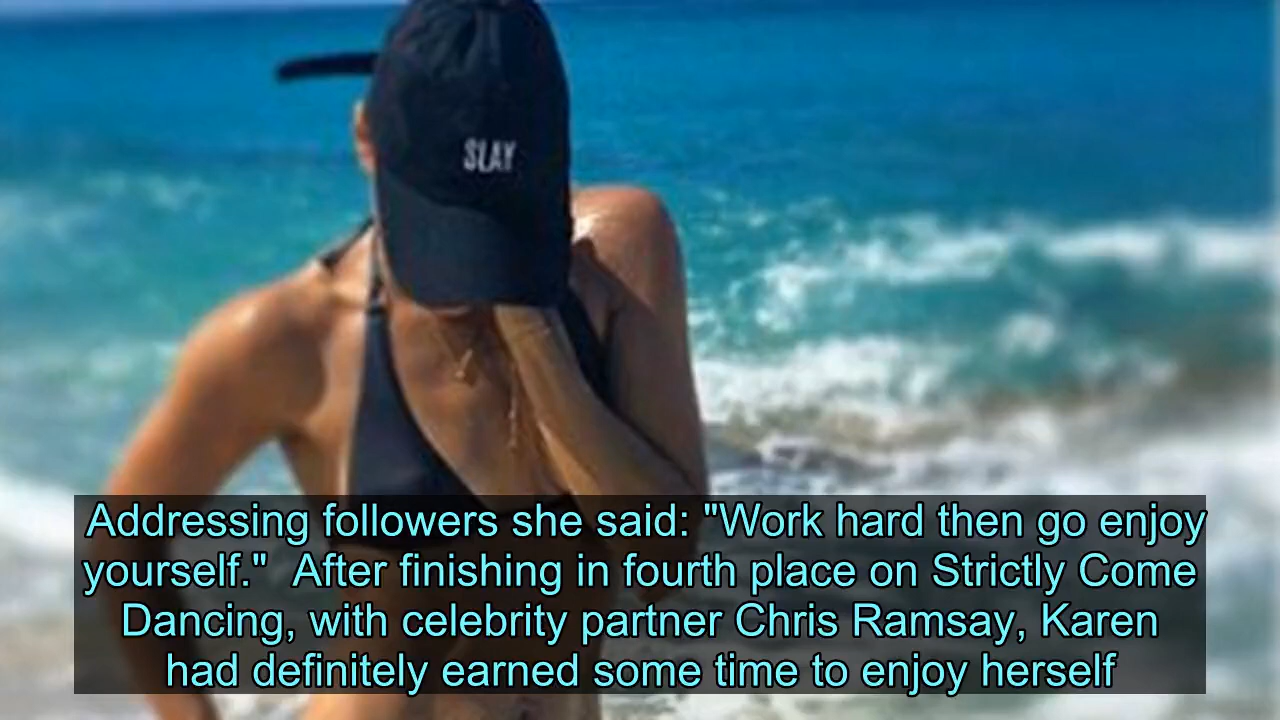 SLAY
Addressing followers she said: "Work hard then go enjoy
yourself."  After finishing in fourth place on Strictly Come
Dancing, with celebrity partner Chris Ramsay, Karen
had definitely earned some time to enjoy herself